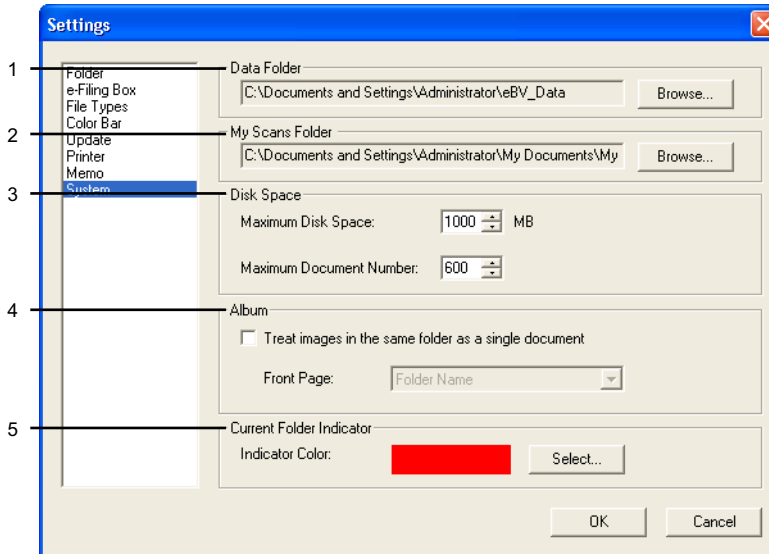 Settings
1
Folder
e-Filing Box
File Types
Color Bar
Update
Printer
Memo
System
Data Folder
C:\Documents and Settings\Administrator\eBV_Data
Browse...
2
My Scans Folder
C:\Documents and Settings\Administrator\My Documents\My
Browse...
3
Disk Space
Maximum Disk Space: 1000 MB
Maximum Document Number: 600
4
Album
Treat images in the same folder as a single document
Front Page: Folder Name
5
Current Folder Indicator
Indicator Color: Select...
OK Cancel